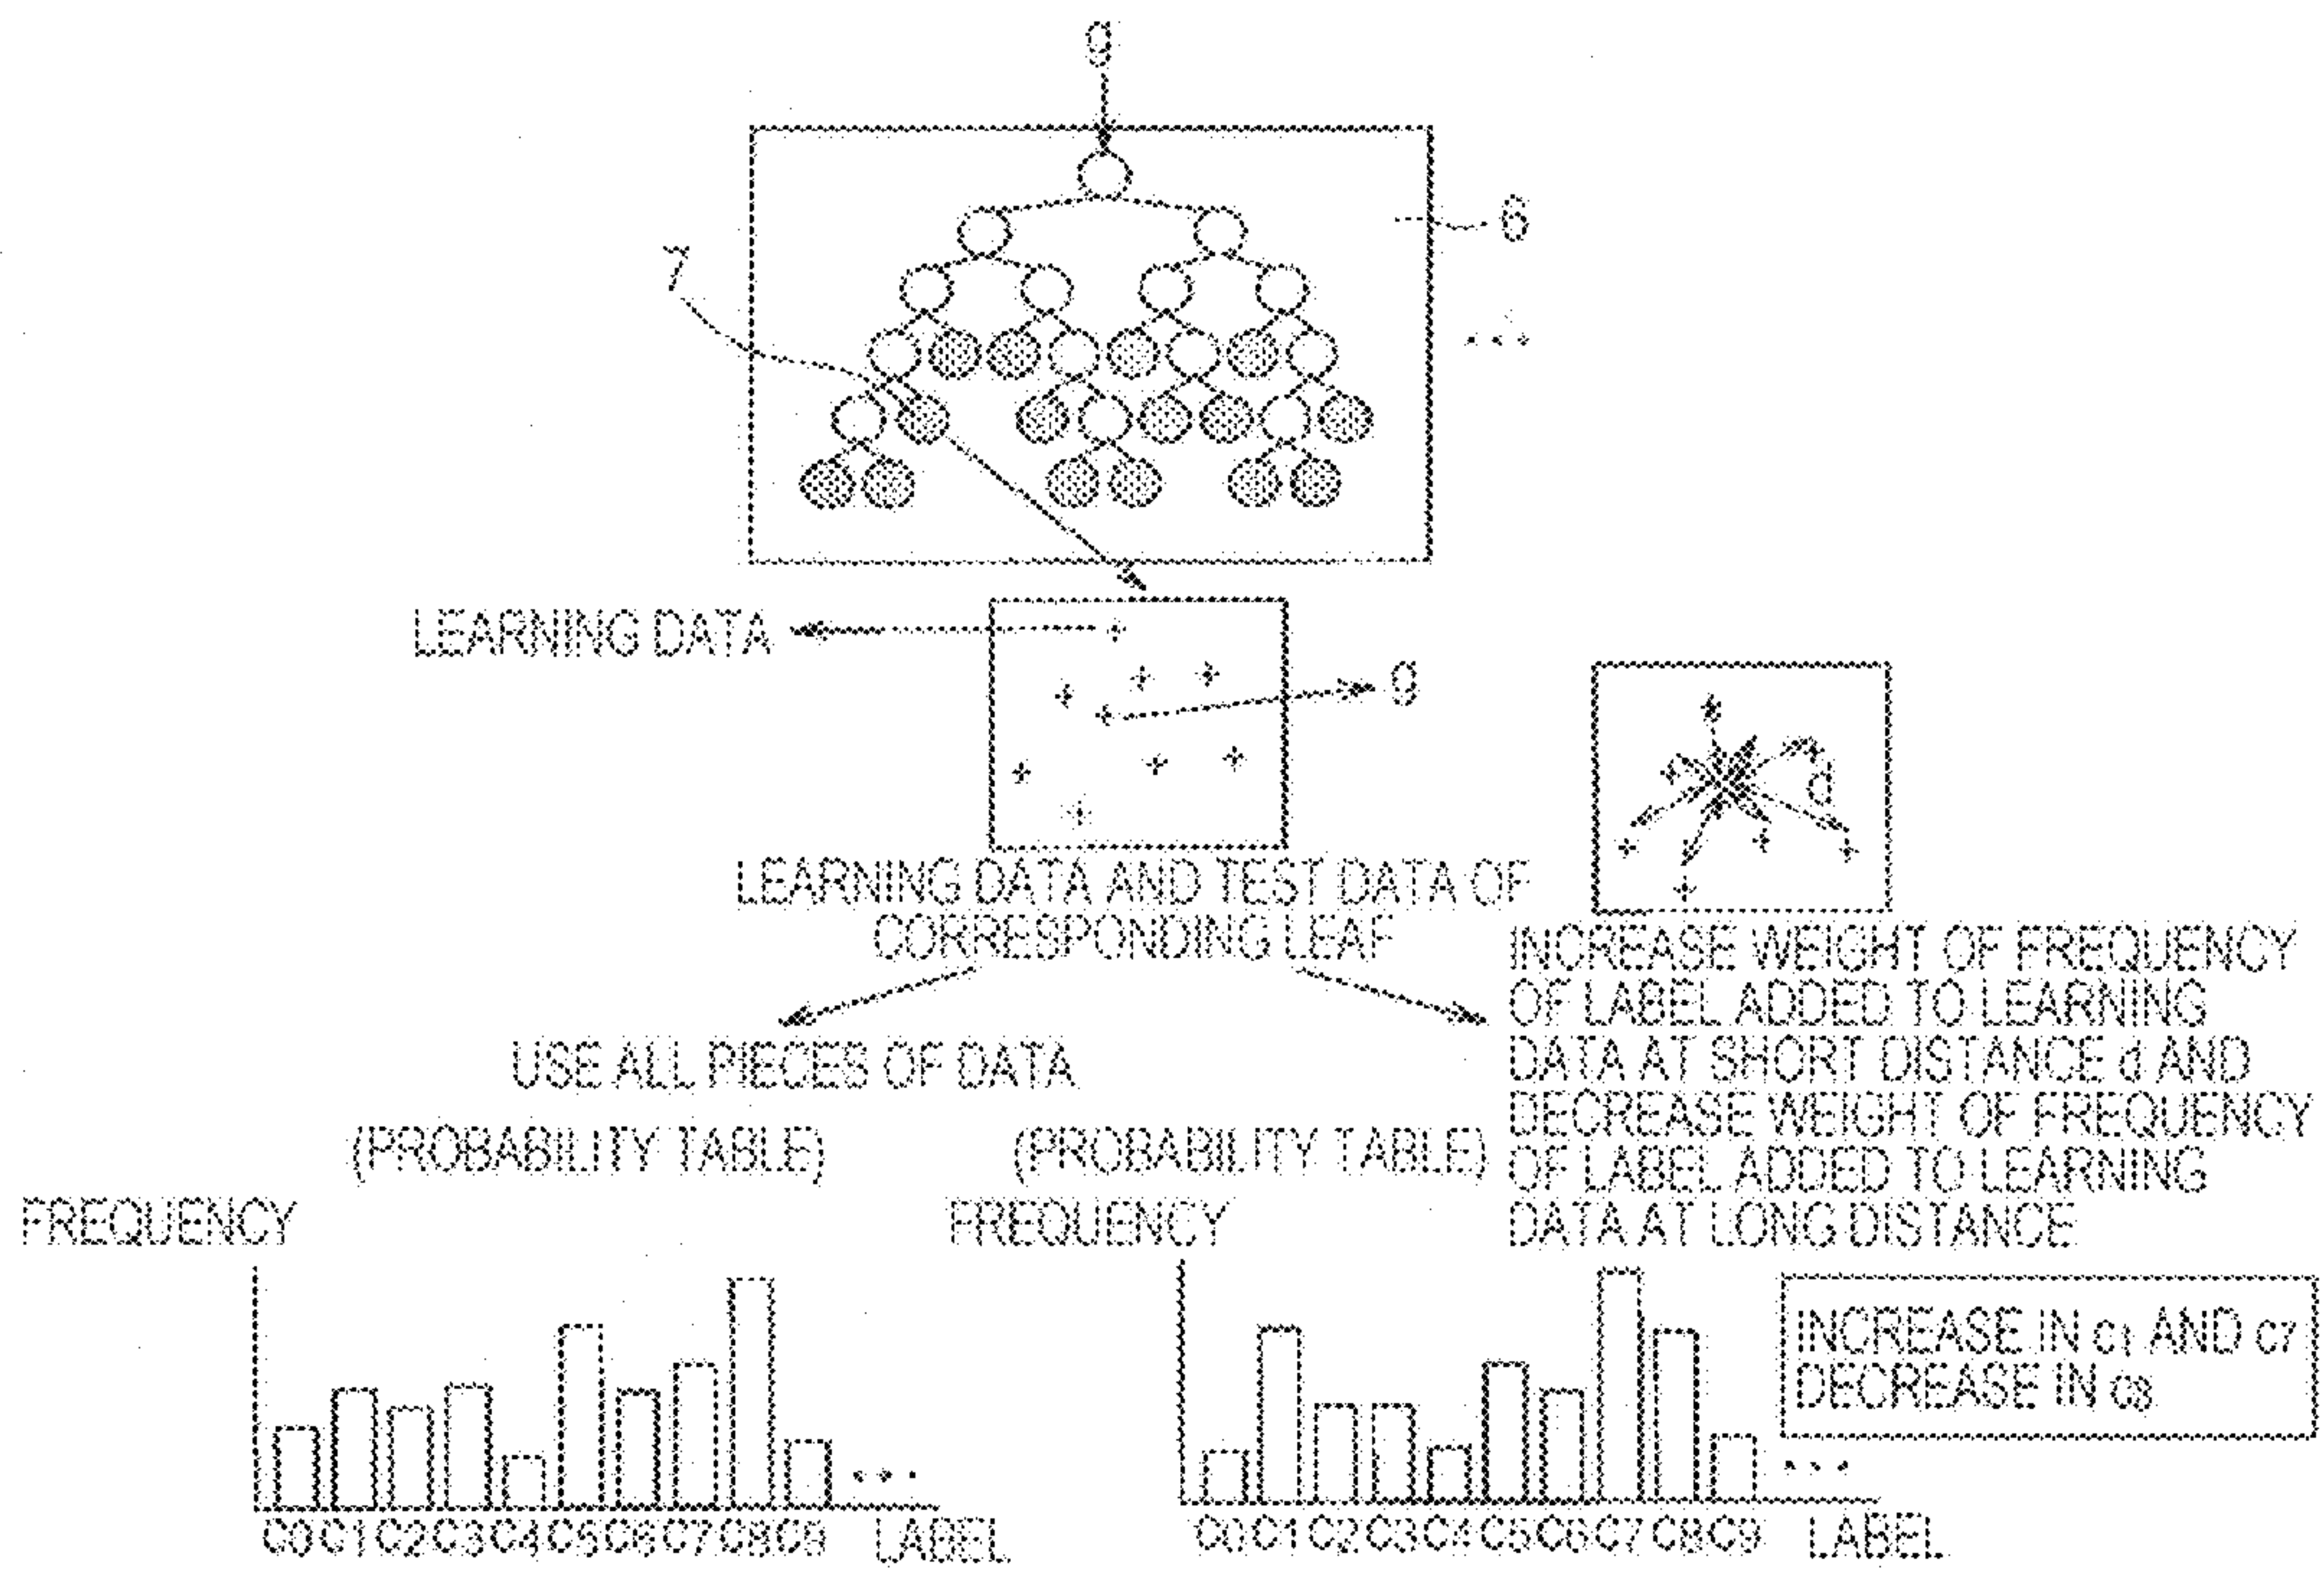 g
6
7
LEARNING DATA
g
d
LEARNING DATA AND TEST DATA OF
CORRESPONDING LEAF
INCREASE WEIGHT OF FREQUENCY
OF LABEL ADDED TO LEARNING
DATA AT SHORT DISTANCE d AND
DECREASE WEIGHT OF FREQUENCY
OF LABEL ADDED TO LEARNING
DATA AT LONG DISTANCE
USE ALL PIECES OF DATA
(PROBABILITY TABLE)
FREQUENCY
C0 C1 C2 C3 C4 C5 C6 C7 C8 C9 ... LABEL
(PROBABILITY TABLE)
FREQUENCY
C0 C1 C2 C3 C4 C5 C6 C7 C8 C9 ... LABEL
INCREASE IN c1 AND c7
DECREASE IN c8